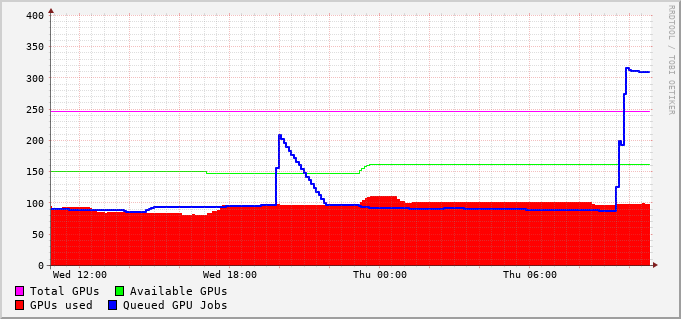 400
350
300
250
200
150
100
50
0
Wed 12:00 Wed 18:00 Thu 00:00 Thu 06:00
Total GPUs Available GPUs
GPUs used Queued GPU Jobs
RRDTOOL / TOBI OETIKER